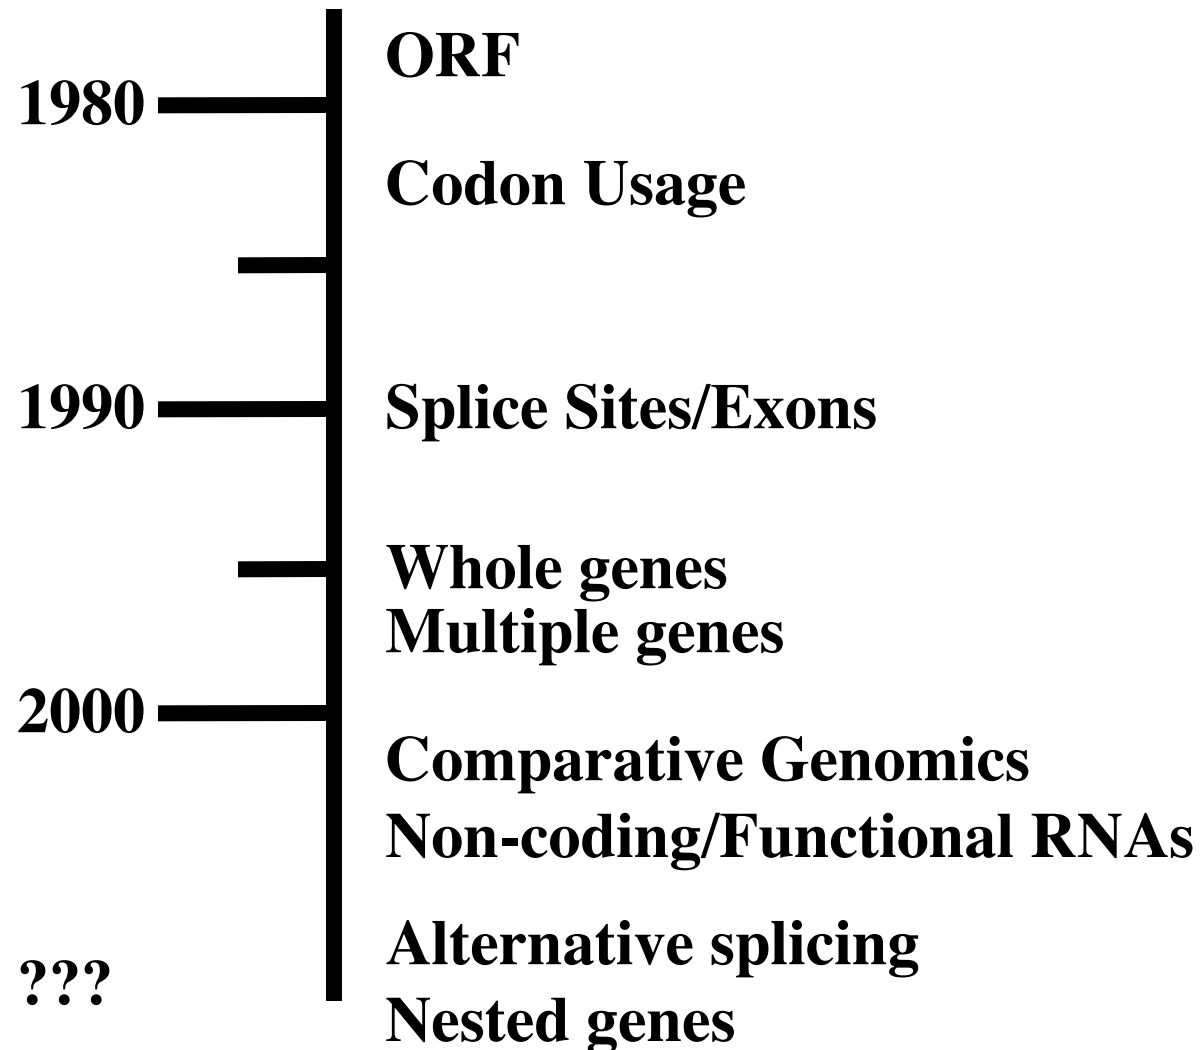 ORF
1980
Codon Usage
1990
Splice Sites/Exons
Whole genes
Multiple genes
2000
Comparative Genomics
Non-coding/Functional RNAs
Alternative splicing
???
Nested genes